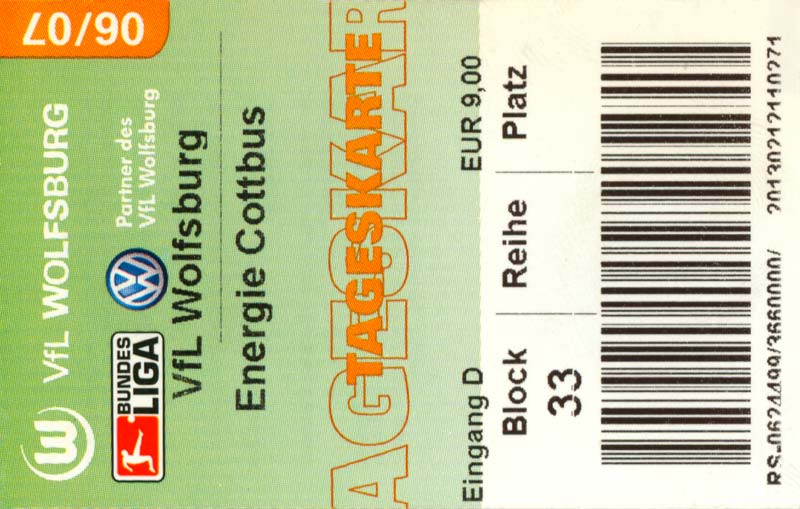 06/07
VfL WOLFSBURG
Partner des
VfL Wolfsburg
BUNDES
LIGA
VfL Wolfsburg
Energie Cottbus
TAGESKARTE
Eingang D
EUR 9,00
Block Reihe Platz
33